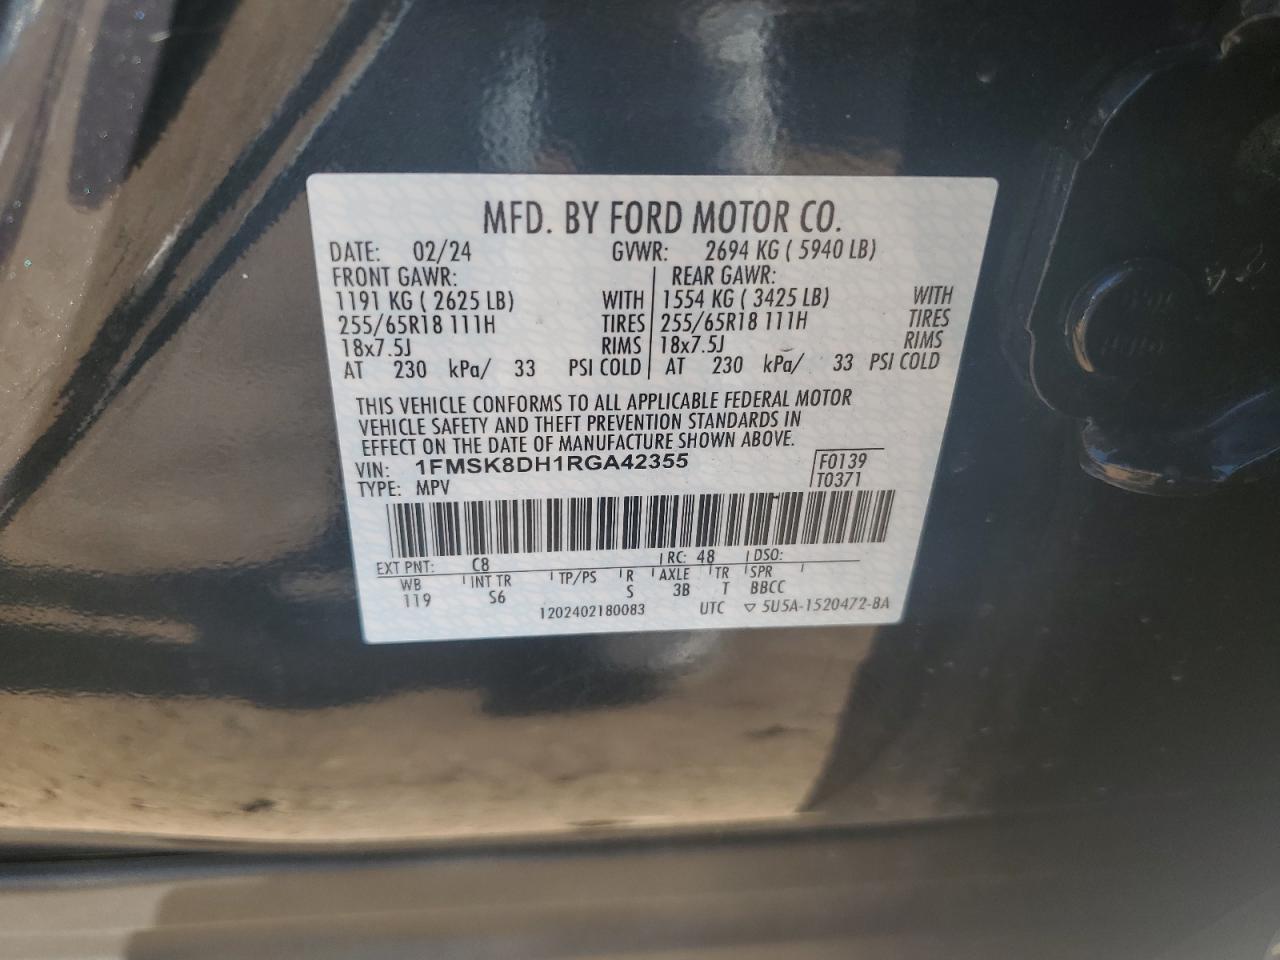 MFD. BY FORD MOTOR CO.
DATE: 02/24 GVWR: 2694 KG ( 5940 LB)
FRONT GAWR: REAR GAWR:
1191 KG ( 2625 LB) WITH 1554 KG ( 3425 LB) WITH
255/65R18 111H TIRES 255/65R18 111H TIRES
18x7.5J RIMS 18x7.5J RIMS
AT 230 kPa/ 33 PSI COLD AT 230 kPa/ 33 PSI COLD
THIS VEHICLE CONFORMS TO ALL APPLICABLE FEDERAL MOTOR
VEHICLE SAFETY AND THEFT PREVENTION STANDARDS IN
EFFECT ON THE DATE OF MANUFACTURE SHOWN ABOVE.
VIN: 1FMSK8DH1RGA42355 F0139
TYPE: MPV T0371
EXT PNT: C8 RC: 48 DSO:
WB INT TR TP/PS R AXLE TR SPR
119 S6 S 3B T BBCC
1202402180083 UTC ▽ 5U5A-1520472-BA